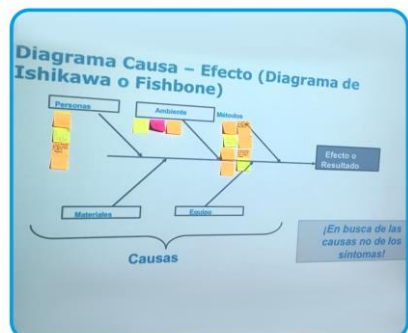 Diagrama Causa – Efecto (Diagrama de
Ishikawa o Fishbone)
Personas
Ambiente
Métodos
Efecto o
Resultado
Materiales
Equipo
Causas
¡En busca de las
causas no de los
síntomas!